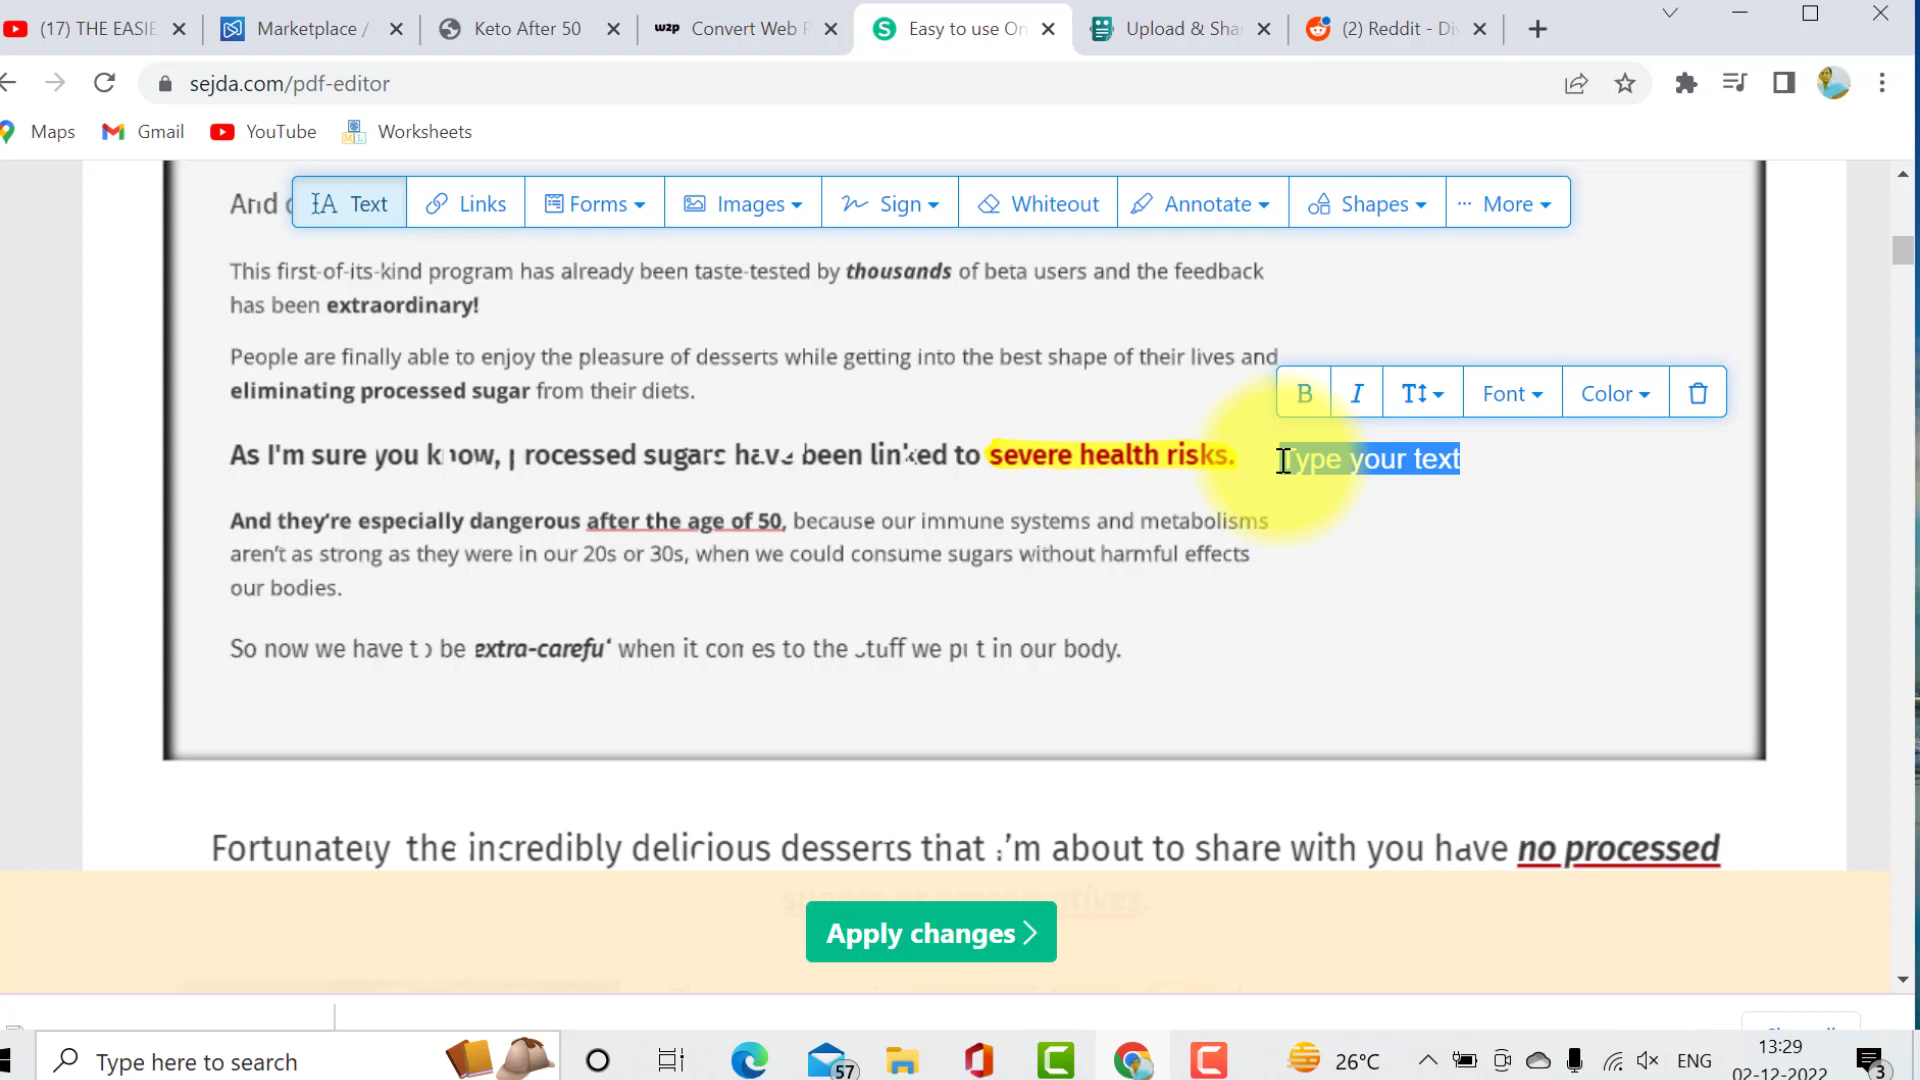 (17) THE EASIE
Marketplace /
Keto After 50
W2P Convert Web P
Easy to use On
Upload & Shar
(2) Reddit - Di
sejda.com/pdf-editor
Maps
Gmail
YouTube
Worksheets
And
Text
Links
Forms
Images
Sign
Whiteout
Annotate
Shapes
More
This first-of-its-kind program has already been taste-tested by thousands of beta users and the feedback
has been extraordinary!
People are finally able to enjoy the pleasure of desserts while getting into the best shape of their lives and
eliminating processed sugar from their diets.
B
I
Font
Color
As I'm sure you know, processed sugars have been linked to severe health risks.
Type your text
And they're especially dangerous after the age of 50, because our immune systems and metabolisms
aren't as strong as they were in our 20s or 30s, when we could consume sugars without harmful effects
our bodies.
So now we have to be extra-careful when it comes to the stuff we put in our body.
Fortunately the incredibly delicious desserts that I'm about to share with you have no processed
Apply changes
Type here to search
57
26°C
ENG
13:29
02-12-2022
3